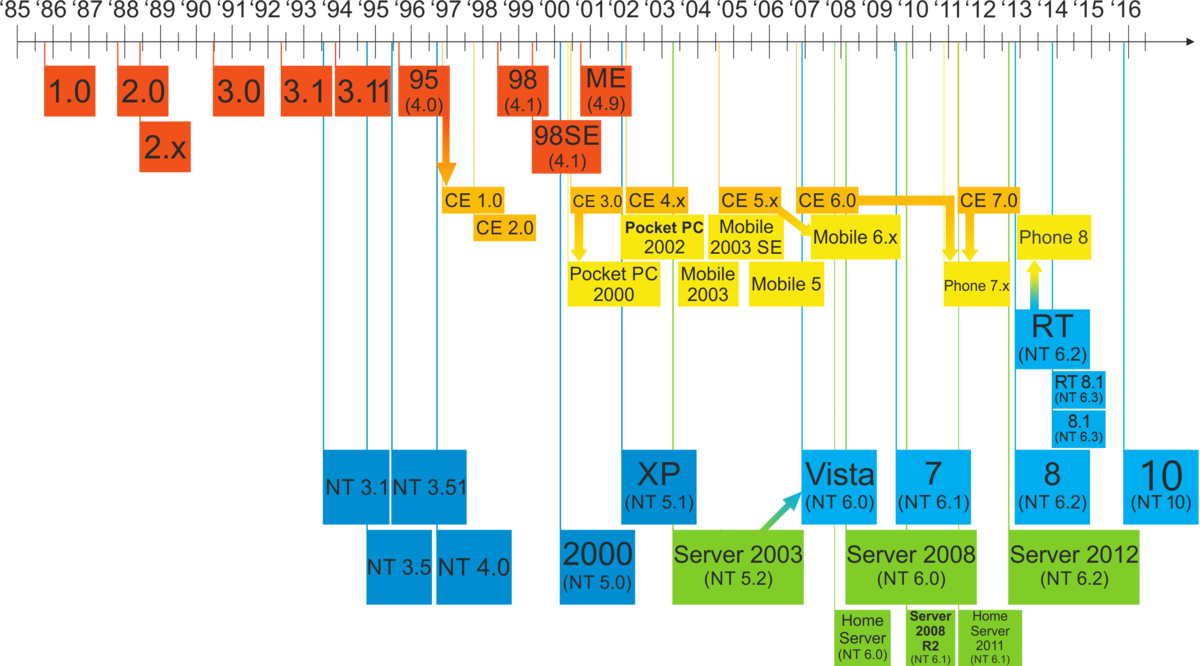 ‘85 ‘86 ‘87 ‘88 ‘89 ‘90 ‘91 ‘92 ‘93 ‘94 ‘95 ‘96 ‘97 ‘98 ‘99 ‘00 ‘01 ‘02 ‘03 ‘04 ‘05 ‘06 ‘07 ‘08 ‘09 ‘10 ‘11 ‘12 ‘13 ‘14 ‘15 ‘16
1.0
2.0
2.x
3.0
3.1
3.11
95
(4.0)
98
(4.1)
98SE
(4.1)
ME
(4.9)
CE 1.0
CE 2.0
CE 3.0
CE 4.x
CE 5.x
CE 6.0
CE 7.0
Pocket PC
2002
Mobile
2003 SE
Mobile 6.x
Phone 8
Pocket PC
2000
Mobile
2003
Mobile 5
Phone 7.x
RT
(NT 6.2)
RT 8.1
(NT 6.3)
8.1
(NT 6.3)
NT 3.1
NT 3.51
XP
(NT 5.1)
Vista
(NT 6.0)
7
(NT 6.1)
8
(NT 6.2)
10
(NT 10)
NT 3.5
NT 4.0
2000
(NT 5.0)
Server 2003
(NT 5.2)
Server 2008
(NT 6.0)
Server 2012
(NT 6.2)
Home
Server
(NT 6.0)
Server
2008
R2
(NT 6.1)
Home
Server
2011
(NT 6.1)